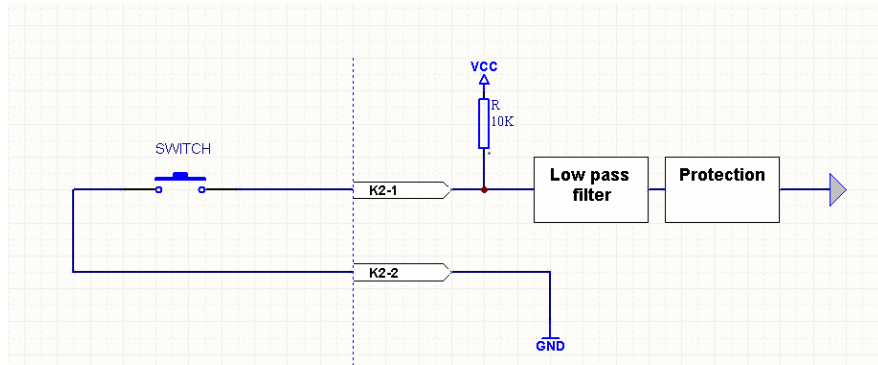 VCC
R
10K
SWITCH
Low pass
filter
Protection
K2-1
K2-2
GND